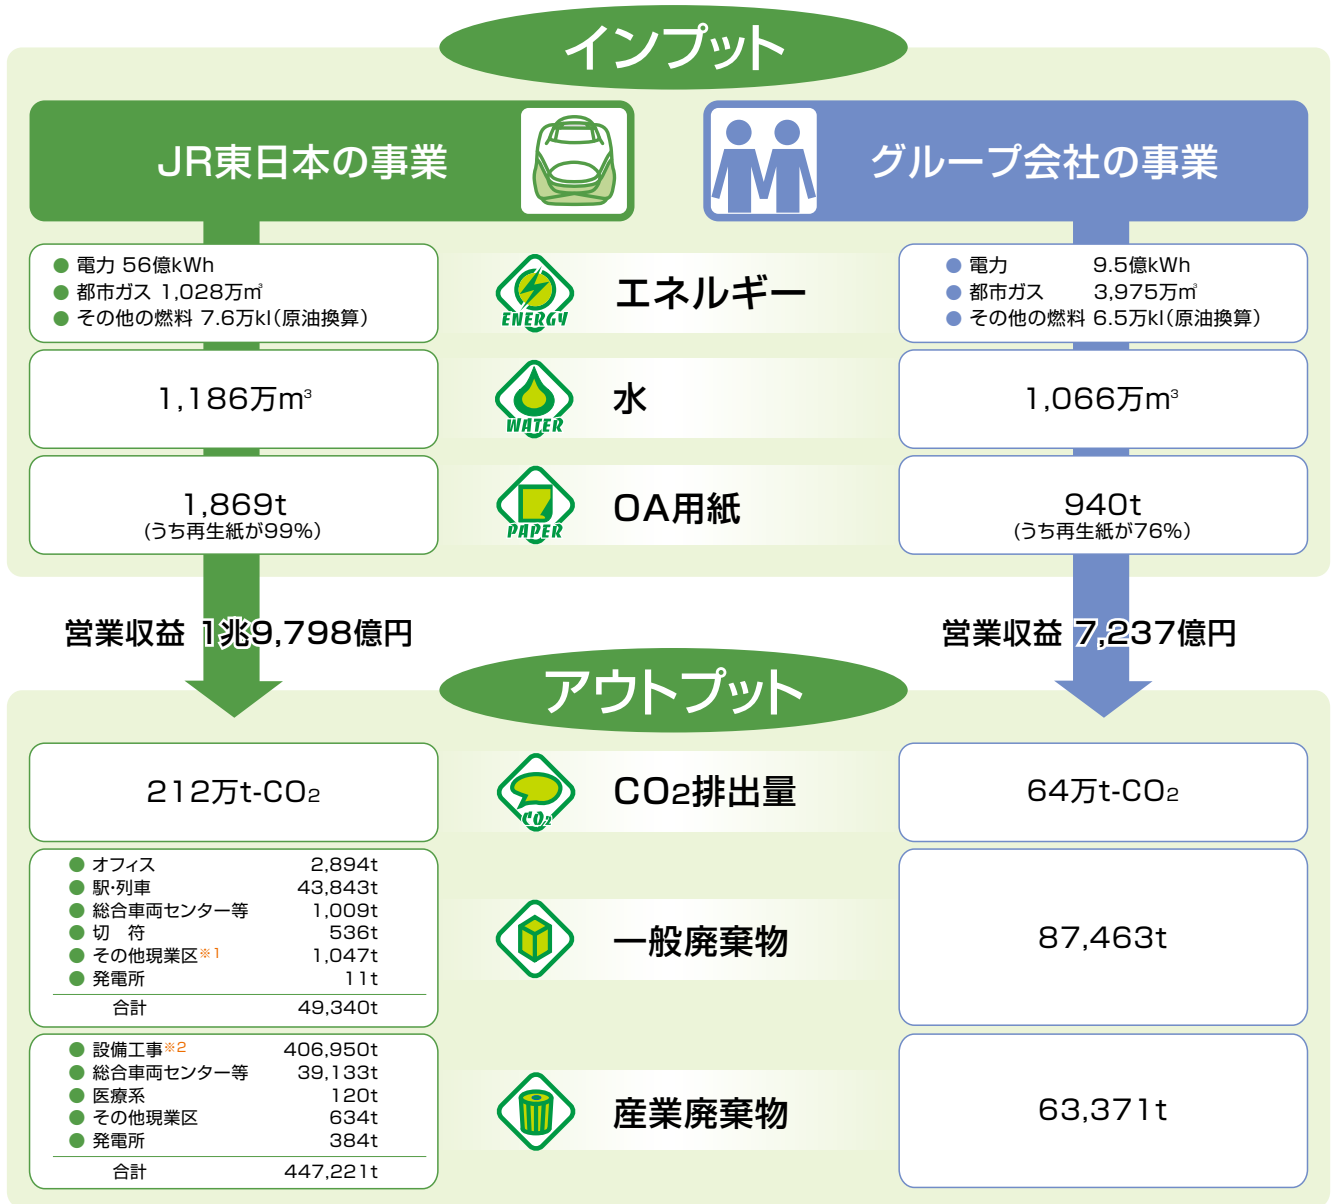 インプット
JR東日本の事業
グループ会社の事業
● 電力 56億kWh
● 都市ガス 1,028万㎥
● その他の燃料 7.6万kl(原油換算)
ENERGY
エネルギー
● 電力 9.5億kWh
● 都市ガス 3,975万㎥
● その他の燃料 6.5万kl(原油換算)
1,186万m³
WATER
水
1,066万m³
1,869t
(うち再生紙が99%)
PAPER
OA用紙
940t
(うち再生紙が76%)
営業収益 1兆9,798億円
営業収益 7,237億円
アウトプット
212万t-CO₂
CO₂
CO₂排出量
64万t-CO₂
● オフィス 2,894t
● 駅・列車 43,843t
● 総合車両センター等 1,009t
● 切　符 536t
● その他現業区※1 1,047t
● 発電所 11t
合計 49,340t
一般廃棄物
87,463t
● 設備工事※2 406,950t
● 総合車両センター等 39,133t
● 医療系 120t
● その他現業区 634t
● 発電所 384t
合計 447,221t
産業廃棄物
63,371t